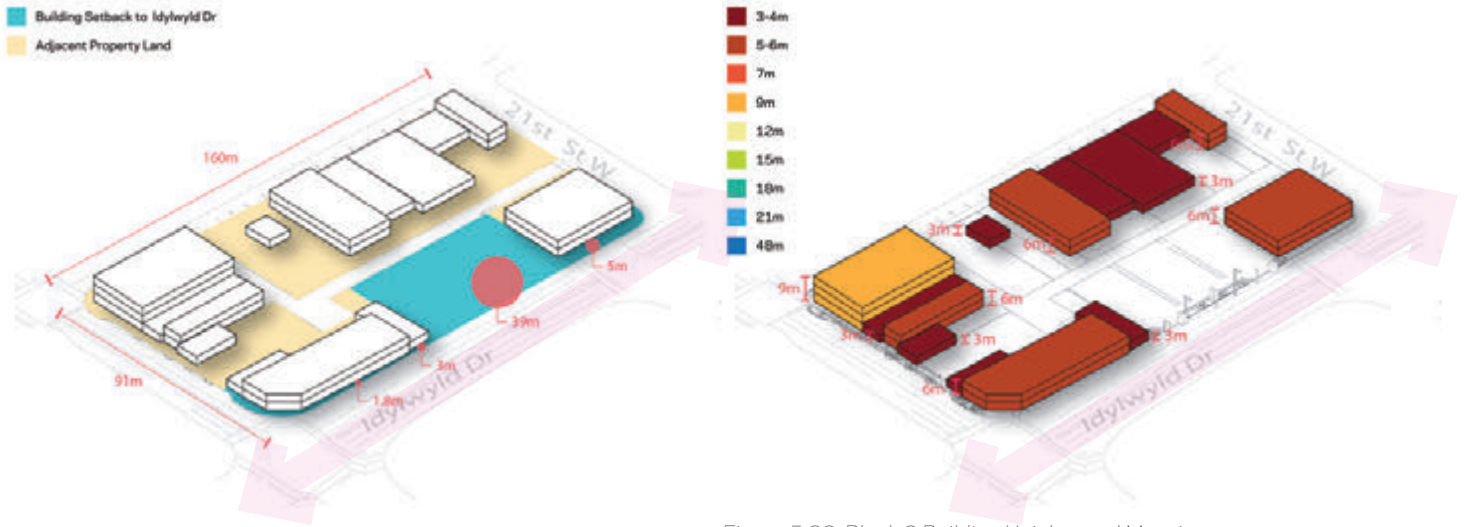 Building Setback to Idylwyld Dr
Adjacent Property Land
160m
91m
21st St W
5m
39m
3m
1.8m
Idylwyld Dr
3-4m
5-6m
7m
9m
12m
15m
18m
21m
48m
21st St W
3m
6m
3m
6m
9m
6m
3m
3m
3m
6m
Idylwyld Dr